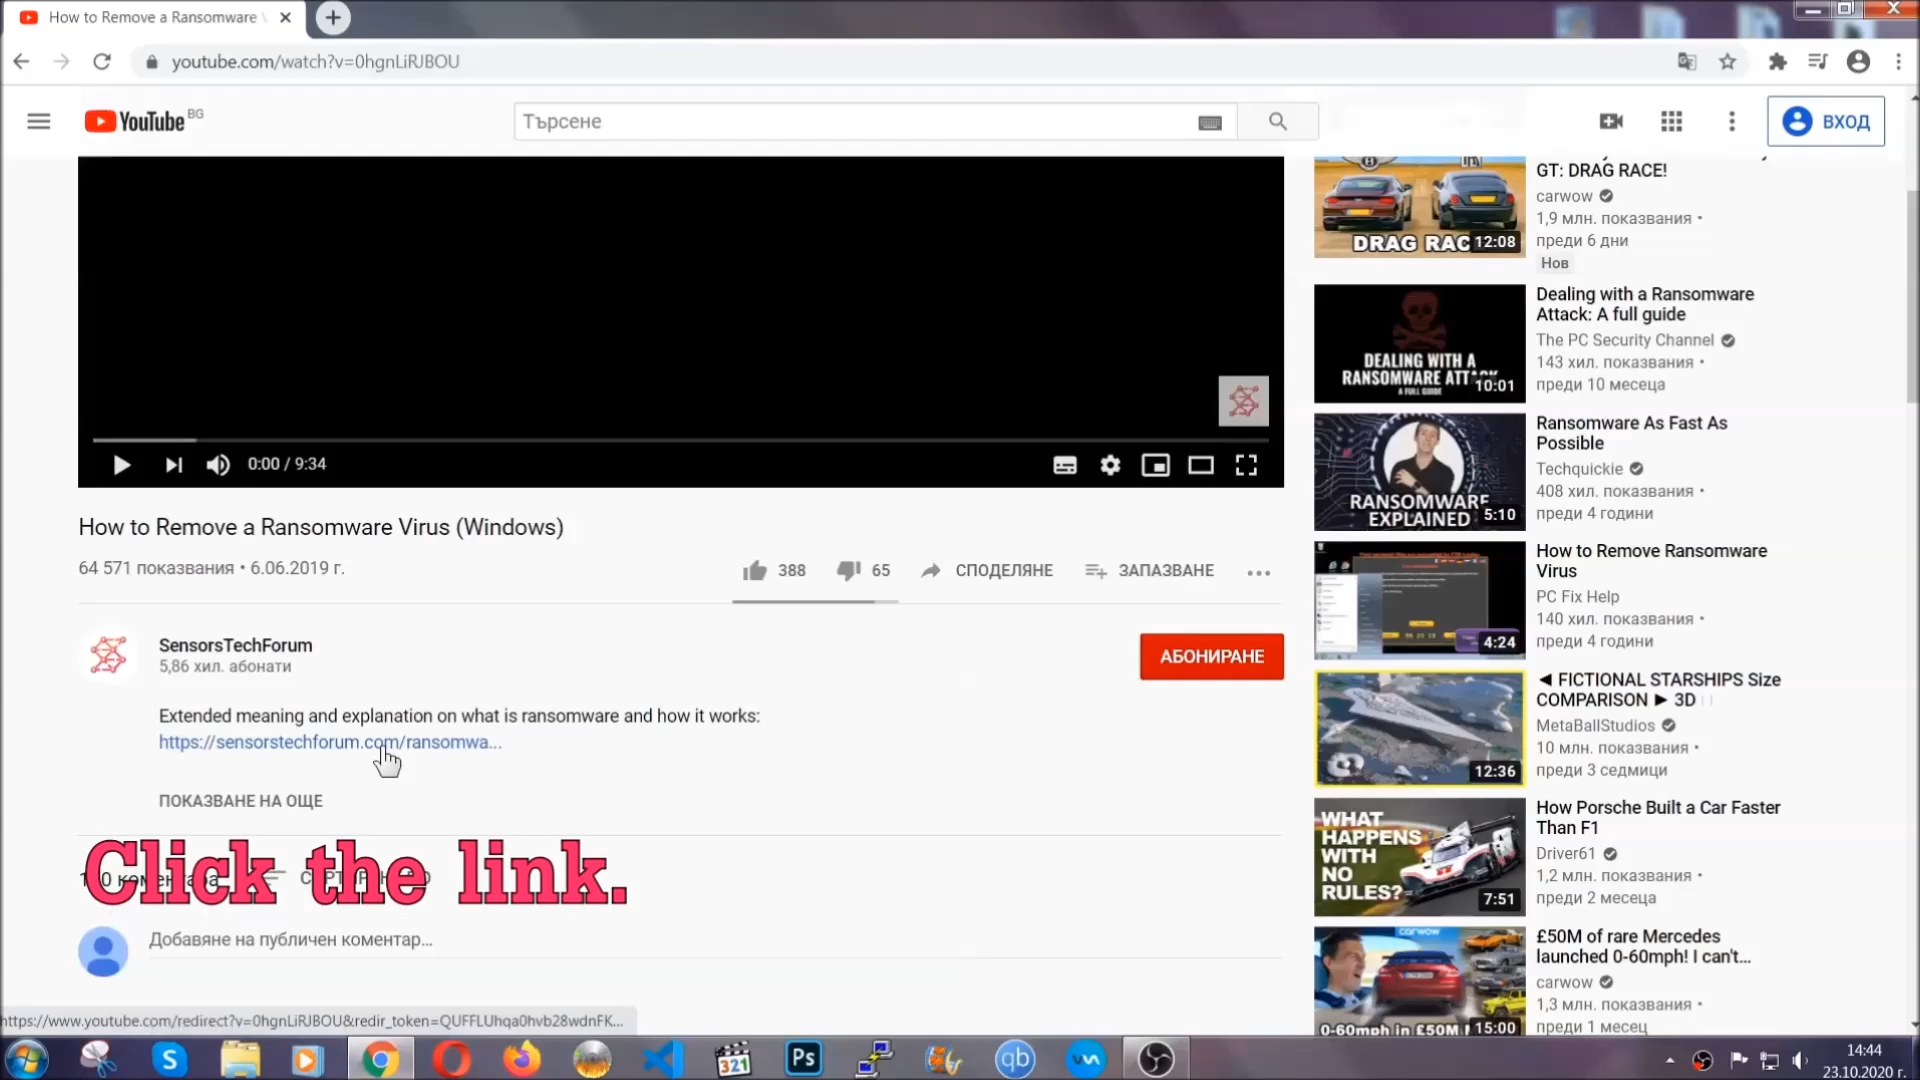 How to Remove a Ransomware V
youtube.com/watch?v=0hgnLiRJBOU
YouTube BG
Търсене
ВХОД
0:00 / 9:34
How to Remove a Ransomware Virus (Windows)
64 571 показвания • 6.06.2019 г.
388
65
СПОДЕЛЯНЕ
ЗАПАЗВАНЕ
SensorsTechForum
5,86 хил. абонати
АБОНИРАНЕ
Extended meaning and explanation on what is ransomware and how it works:
https://sensorstechforum.com/ransomwa...
ПОКАЗВАНЕ НА ОЩЕ
Click the link.
Добавяне на публичен коментар...
https://www.youtube.com/redirect?v=0hgnLiRJBOU&redir_token=QUFFLUhqa0hvb28wdnFK...
DRAG RAC
12:08
GT: DRAG RACE!
carwow
1,9 млн. показвания •
преди 6 дни
Нов
DEALING WITH A
RANSOMWARE ATT
A FULL GUIDE
10:01
Dealing with a Ransomware
Attack: A full guide
The PC Security Channel
143 хил. показвания •
преди 10 месеца
RANSOMWARE
EXPLAINED
5:10
Ransomware As Fast As
Possible
Techquickie
408 хил. показвания •
преди 4 години
4:24
How to Remove Ransomware
Virus
PC Fix Help
140 хил. показвания •
преди 4 години
12:36
◄ FICTIONAL STARSHIPS Size
COMPARISON ► 3D
MetaBallStudios
10 млн. показвания •
преди 3 седмици
WHAT
HAPPENS
WITH
NO
RULES?
7:51
How Porsche Built a Car Faster
Than F1
Driver61
1,2 млн. показвания •
преди 2 месеца
carwow
0-60mph in £50M
15:00
£50M of rare Mercedes
launched 0-60mph! I can't...
carwow
1,3 млн. показвания •
преди 1 месец
S
321
Ps
qb
14:44
23.10.2020 г.